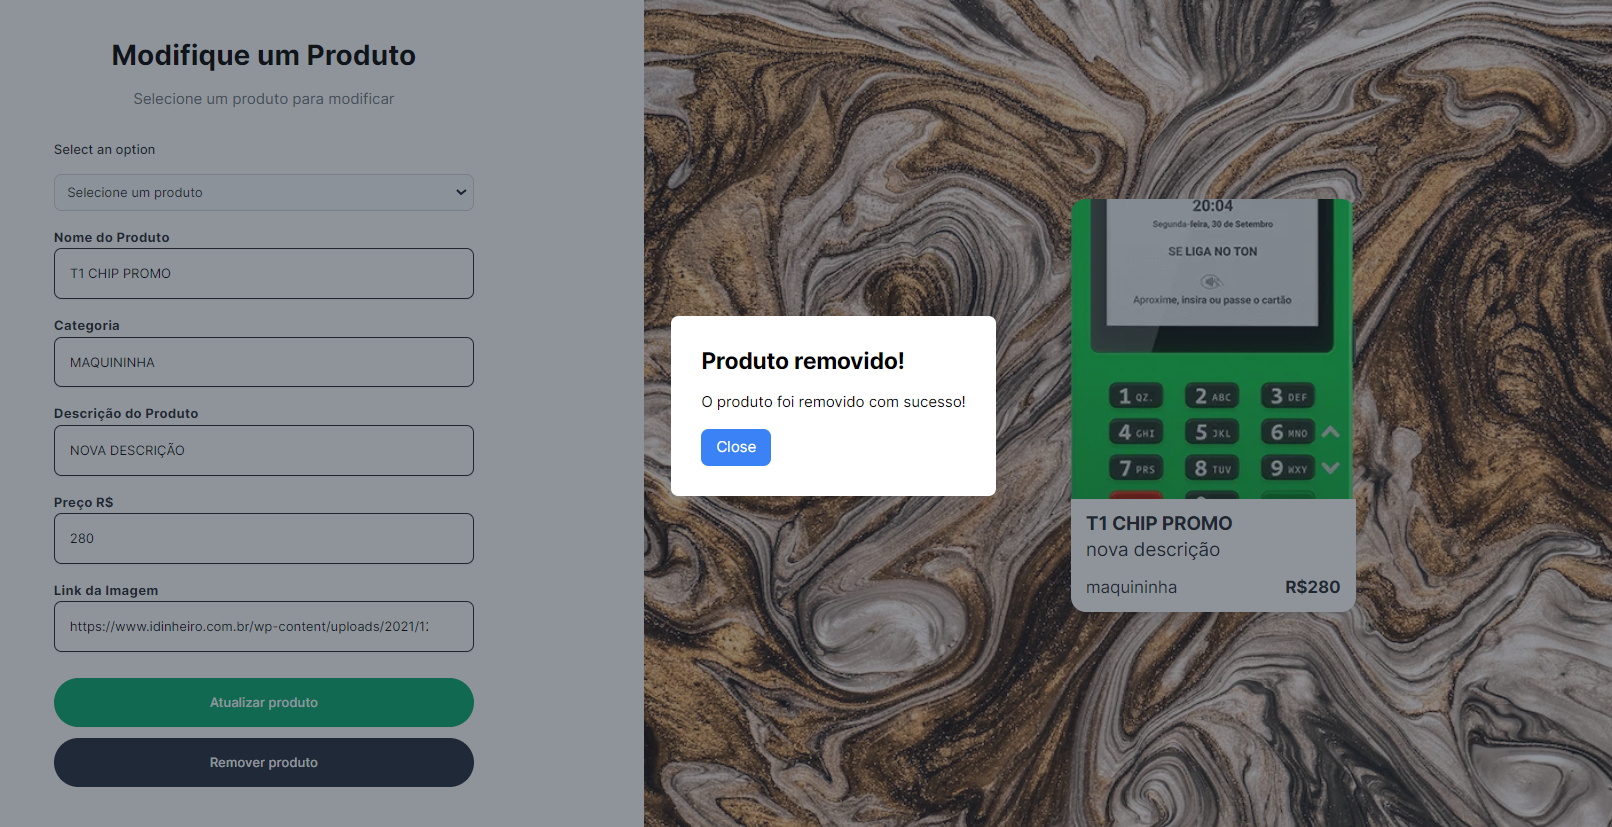 Modifique um Produto
Selecione um produto para modificar
Select an option
Selecione um produto
Nome do Produto
T1 CHIP PROMO
Categoria
MAQUININHA
Descrição do Produto
NOVA DESCRIÇÃO
Preço R$
280
Link da Imagem
https://www.idinheiro.com.br/wp-content/uploads/2021/12
Atualizar produto
Remover produto
Produto removido!
O produto foi removido com sucesso!
Close
20:04
Segunda-feira, 30 de Setembro
SE LIGA NO TON
Aproxime, insira ou passe o cartão
1 QZ. 2 ABC 3 DEF
4 GHI 5 JKL 6 MNO
7 PRS 8 TUV 9 WXY
T1 CHIP PROMO
nova descrição
maquininha R$280